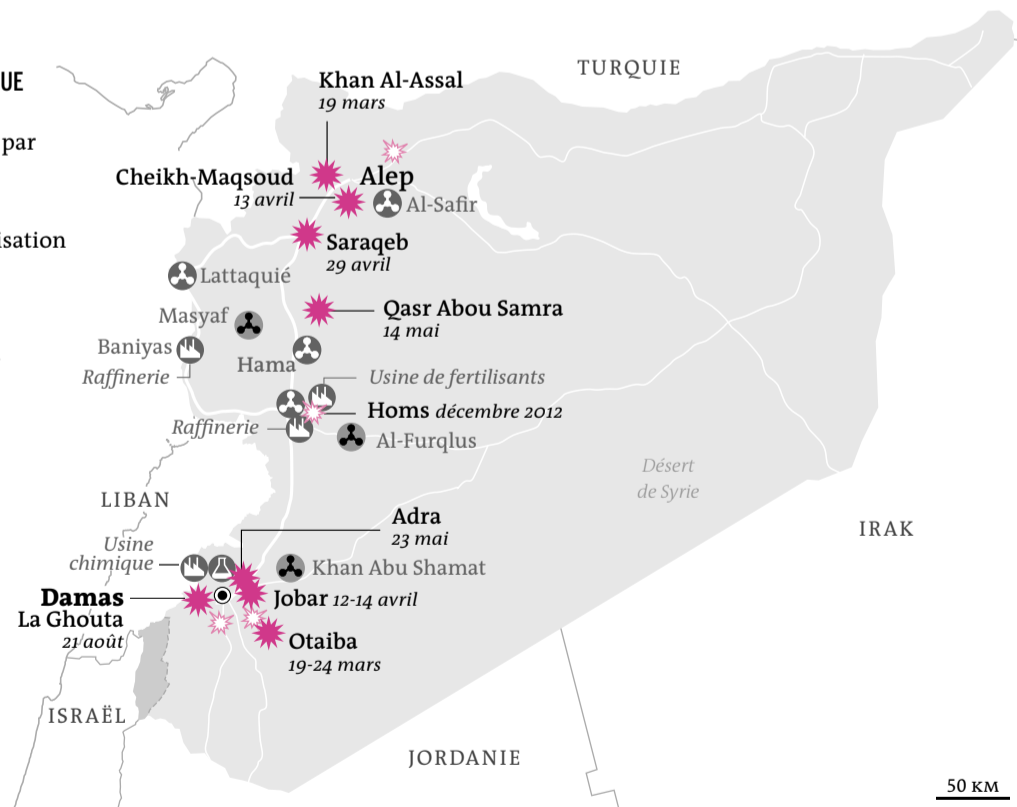 UE
par
isation
TURQUIE
Khan Al-Assal
19 mars
Cheikh-Maqsoud
13 avril
Alep
Al-Safir
Saraqeb
29 avril
Lattaquié
Masyaf
Qasr Abou Samra
14 mai
Baniyas
Raffinerie
Hama
Usine de fertilisants
Homs décembre 2012
Raffinerie
Al-Furqlus
Désert
de Syrie
LIBAN
IRAK
Adra
23 mai
Usine
chimique
Khan Abu Shamat
Damas
La Ghouta
21 août
Jobar 12-14 avril
Otaiba
19-24 mars
ISRAËL
JORDANIE
50 KM